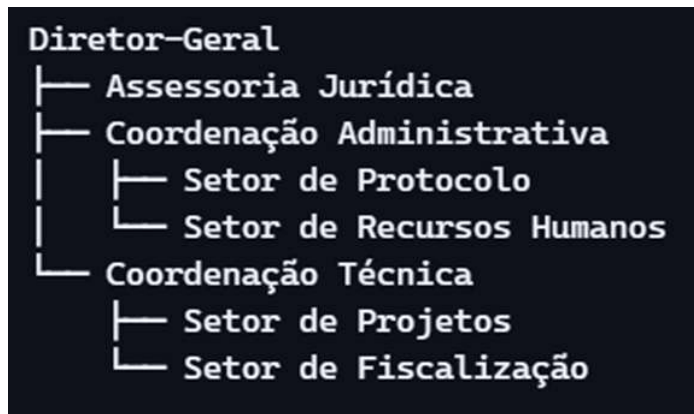 Diretor-Geral
├── Assessoria Jurídica
├── Coordenação Administrativa
│   ├── Setor de Protocolo
│   └── Setor de Recursos Humanos
└── Coordenação Técnica
    ├── Setor de Projetos
    └── Setor de Fiscalização